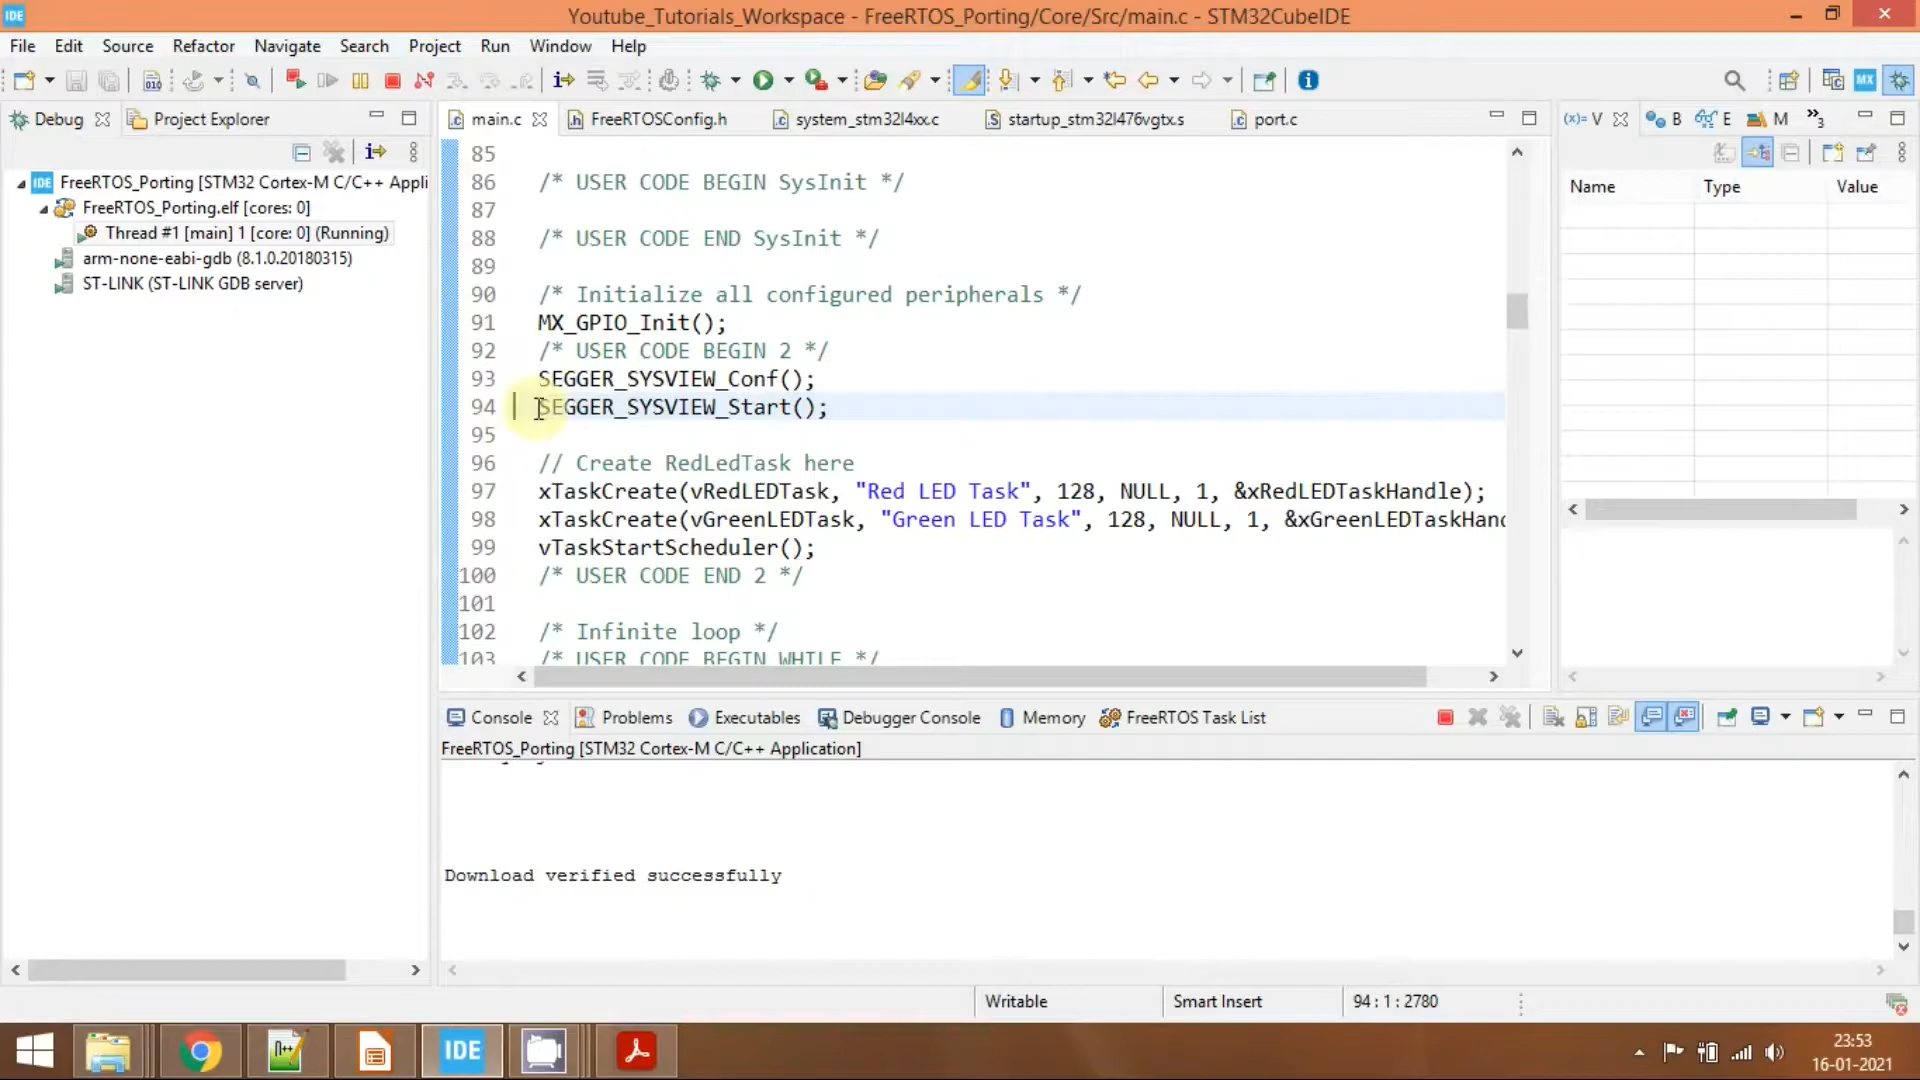 IDE
Youtube_Tutorials_Workspace - FreeRTOS_Porting/Core/Src/main.c - STM32CubeIDE
File Edit Source Refactor Navigate Search Project Run Window Help
010
MX
Debug
Project Explorer
main.c
FreeRTOSConfig.h
system_stm32l4xx.c
startup_stm32l476vgtx.s
port.c
(x)= V
B
E
M
3
IDE FreeRTOS_Porting [STM32 Cortex-M C/C++ Appli
FreeRTOS_Porting.elf [cores: 0]
Thread #1 [main] 1 [core: 0] (Running)
arm-none-eabi-gdb (8.1.0.20180315)
ST-LINK (ST-LINK GDB server)
85
86 /* USER CODE BEGIN SysInit */
87
88 /* USER CODE END SysInit */
89
90 /* Initialize all configured peripherals */
91 MX_GPIO_Init();
92 /* USER CODE BEGIN 2 */
93 SEGGER_SYSVIEW_Conf();
94 SEGGER_SYSVIEW_Start();
95
96 // Create RedLedTask here
97 xTaskCreate(vRedLEDTask, "Red LED Task", 128, NULL, 1, &xRedLEDTaskHandle);
98 xTaskCreate(vGreenLEDTask, "Green LED Task", 128, NULL, 1, &xGreenLEDTaskHand
99 vTaskStartScheduler();
100 /* USER CODE END 2 */
101
102 /* Infinite loop */
103 /* USER CODE BEGIN WHILE */
Name Type Value
Console
Problems
Executables
Debugger Console
Memory
FreeRTOS Task List
FreeRTOS_Porting [STM32 Cortex-M C/C++ Application]
Download verified successfully
Writable
Smart Insert
94 : 1 : 2780
IDE
23:53
16-01-2021